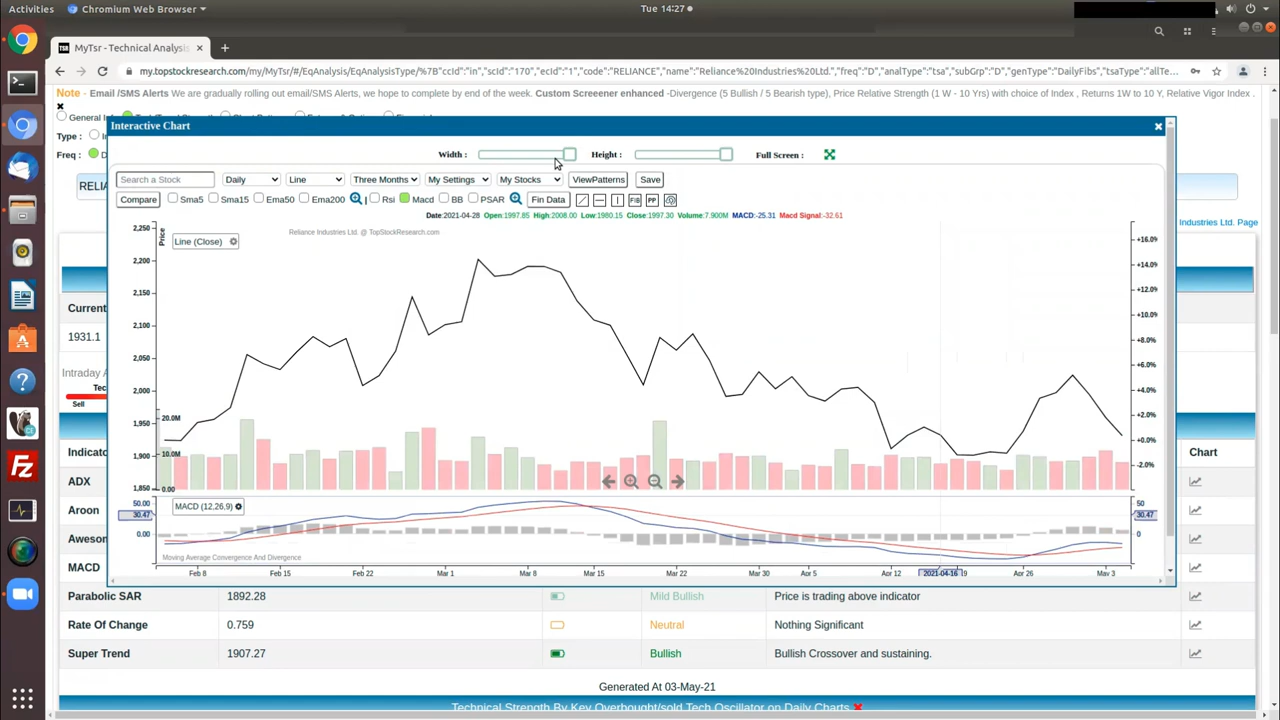 Activities Chromium Web Browser Tue 14:27
MyTsr - Technical Analysis
my.topstockresearch.com/my/MyTsr/#/EqAnalysis/EqAnalysisType/%7B"ccId":"in","scId":"170","ecId":"1","code":"RELIANCE","name":"Reliance%20Industries%20Ltd.","freq":"D","analType":"tsa","subGrp":"D","genType":"DailyFibs","tsaType":"allTe...
Note - Email /SMS Alerts We are gradually rolling out email/SMS Alerts, we hope to complete by end of the week. Custom Screeener enhanced -Divergence (5 Bullish / 5 Bearish type), Price Relative Strength (1 W - 10 Yrs) with choice of Index , Returns 1W to 10 Y, Relative Vigor Index .
General
Type :
Freq : D
RELI
Industries Ltd. Page
Interactive Chart
Width : Height : Full Screen :
Search a Stock Daily Line Three Months My Settings My Stocks ViewPatterns Save
Compare Sma5 Sma15 Ema50 Ema200 Rsi Macd BB PSAR Fin Data FIB PP
Date:2021-04-28 Open:1997.85 High:2008.00 Low:1980.15 Close:1997.30 Volume:7.900M MACD:-25.31 Macd Signal:-32.61
Reliance Industries Ltd. @ TopStockResearch.com
Line (Close)
Price
2,250
2,200
2,150
2,100
2,050
2,000
1,950
1,900
1,850
20.0M
10.0M
0.00
+16.0%
+14.0%
+12.0%
+10.0%
+8.0%
+6.0%
+4.0%
+2.0%
+0.0%
-2.0%
MACD (12,26,9)
50.00 50
30.47 30.47
0.00 0
Moving Average Convergence And Divergence
Feb 8 Feb 15 Feb 22 Mar 1 Mar 8 Mar 15 Mar 22 Mar 30 Apr 5 Apr 12 2021-04-16 19 Apr 26 May 3
Current
1931.1
Intraday
Tec
Sell
Indicator Chart
ADX
Aroon
Aweson
MACD
Parabolic SAR 1892.28 Mild Bullish Price is trading above indicator
Rate Of Change 0.759 Neutral Nothing Significant
Super Trend 1907.27 Bullish Bullish Crossover and sustaining.
Generated At 03-May-21
Technical Strength By Key Overbought/sold Tech Oscillator on Daily Charts